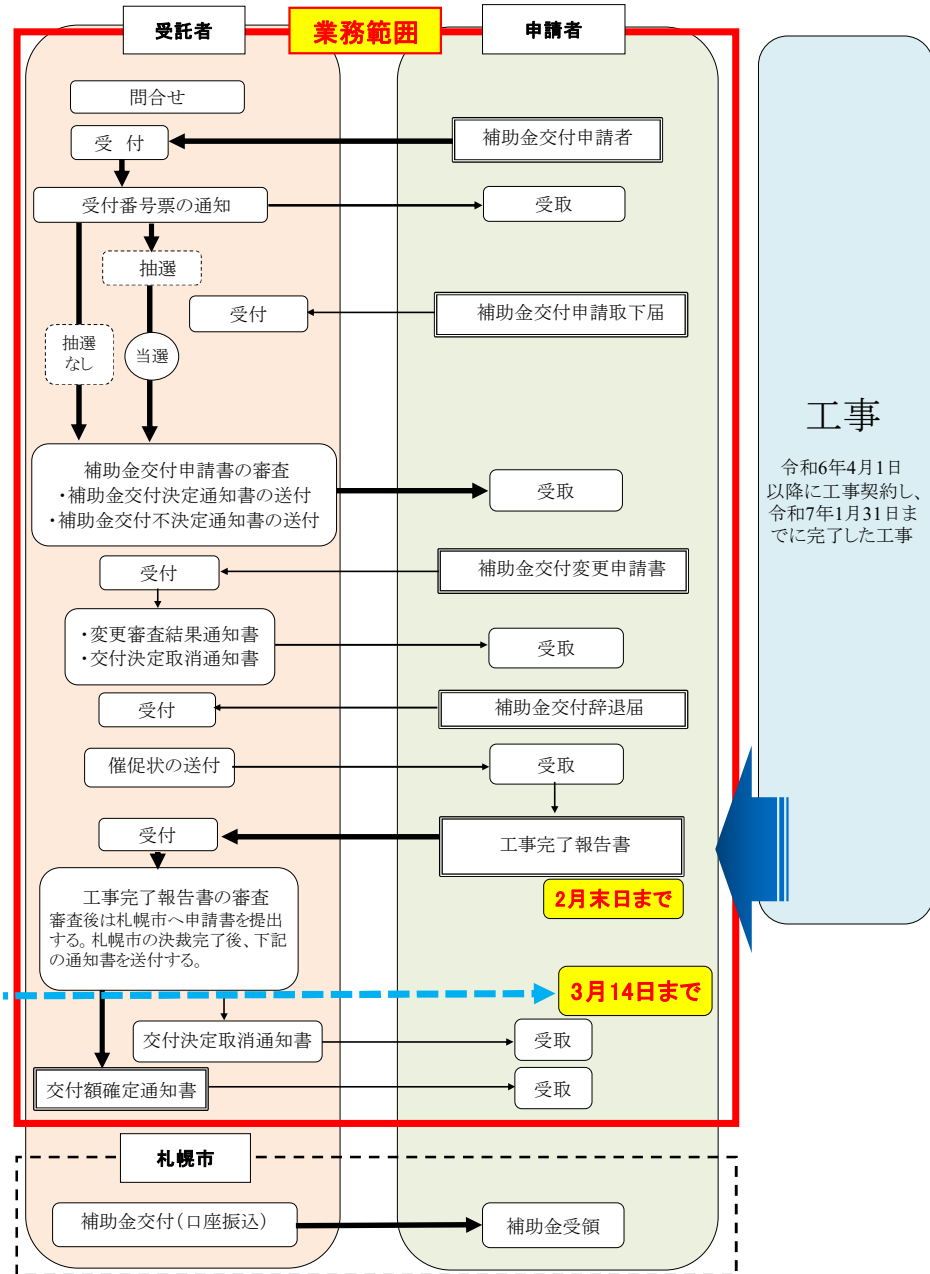 受託者
業務範囲
申請者
問合せ
受　付
補助金交付申請者
受付番号票の通知
受取
抽選
受付
補助金交付申請取下届
抽選
なし
当選
補助金交付申請書の審査
・補助金交付決定通知書の送付
・補助金交付不決定通知書の送付
受取
受付
補助金交付変更申請書
・変更審査結果通知書
・交付決定取消通知書
受取
受付
補助金交付辞退届
催促状の送付
受取
受付
工事完了報告書
2月末日まで
工事完了報告書の審査
審査後は札幌市へ申請書を提出
する。札幌市の決裁完了後、下記
の通知書を送付する。
3月14日まで
交付決定取消通知書
受取
交付額確定通知書
受取
札幌市
補助金交付（口座振込）
補助金受領
工事
令和6年4月1日
以降に工事契約し、
令和7年1月31日ま
でに完了した工事